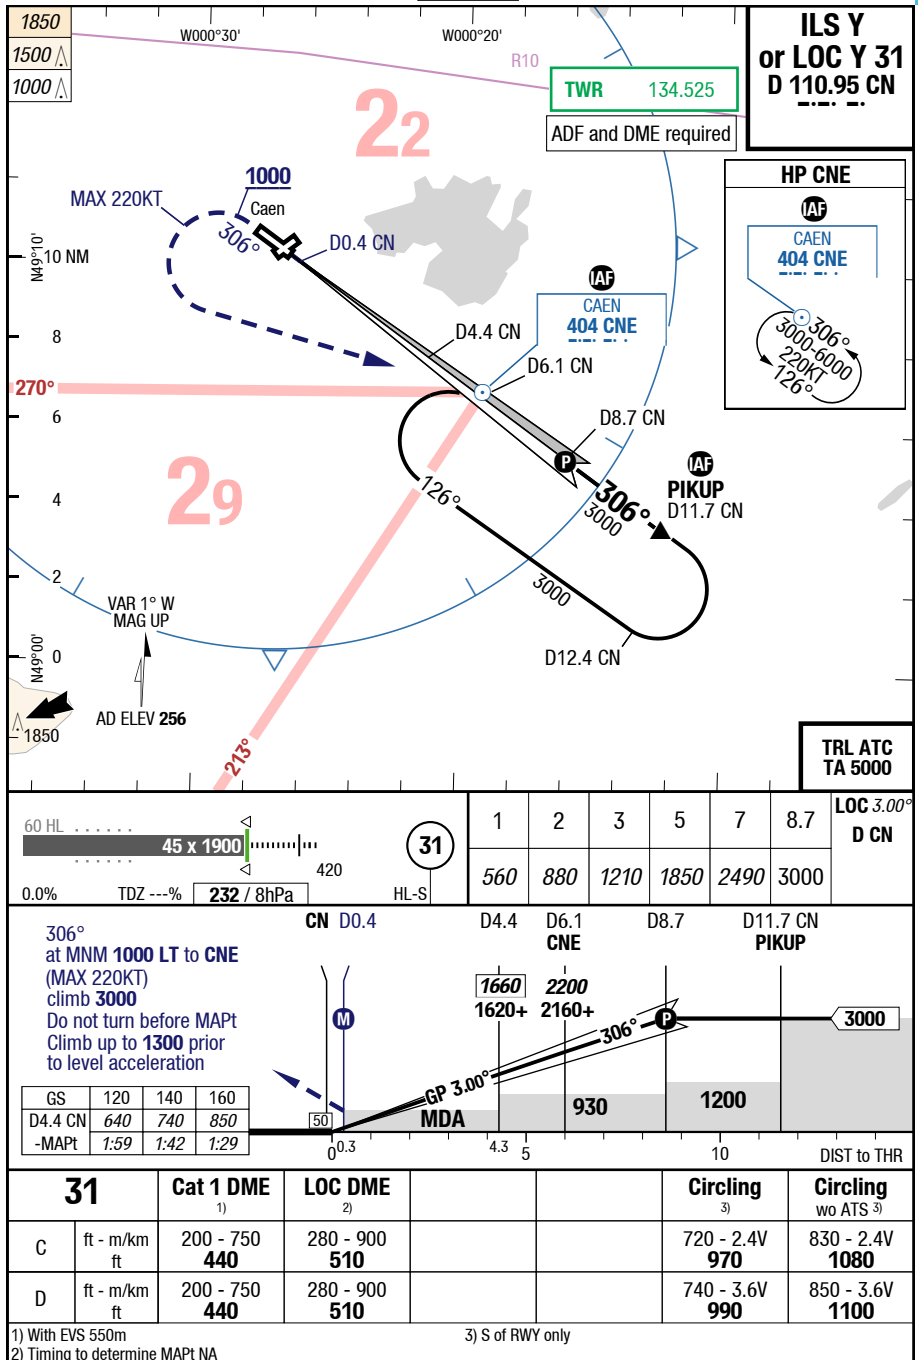 1850
1500
1000
W000°30'
W000°20'
R10
ILS Y
or LOC Y 31
D 110.95 CN
TWR 134.525
ADF and DME required
22
HP CNE
IAF
CAEN
404 CNE
306°
3000-6000
220KT
126°
1000
MAX 220KT
Caen
306°
D0.4 CN
N49°10'
10 NM
IAF
CAEN
404 CNE
D4.4 CN
D6.1 CN
8
270°
6
D8.7 CN
P
IAF
PIKUP
D11.7 CN
29
126°
306°
3000
4
3000
2
VAR 1° W
MAG UP
N49°00'
0
D12.4 CN
AD ELEV 256
1850
213°
TRL ATC
TA 5000
60 HL
45 x 1900
420
31
0.0%
TDZ ---%
232 / 8hPa
HL-S
1 2 3 5 7 8.7
LOC 3.00°
D CN
560 880 1210 1850 2490 3000
CN D0.4 D4.4 D6.1 D8.7 D11.7 CN
CNE PIKUP
306°
at MNM 1000 LT to CNE
(MAX 220KT)
climb 3000
Do not turn before MAPt
Climb up to 1300 prior
to level acceleration
M
1660 2200
1620+ 2160+
306°
P
3000
GP 3.00°
50
MDA
930
1200
GS 120 140 160
D4.4 CN 640 740 850
-MAPt 1:59 1:42 1:29
0 0.3 4.3 5 10 DIST to THR
31 Cat 1 DME LOC DME Circling Circling
1) 2) 3) wo ATS 3)
C ft - m/km 200 - 750 280 - 900 720 - 2.4V 830 - 2.4V
ft 440 510 970 1080
D ft - m/km 200 - 750 280 - 900 740 - 3.6V 850 - 3.6V
ft 440 510 990 1100
1) With EVS 550m 3) S of RWY only
2) Timing to determine MAPt NA